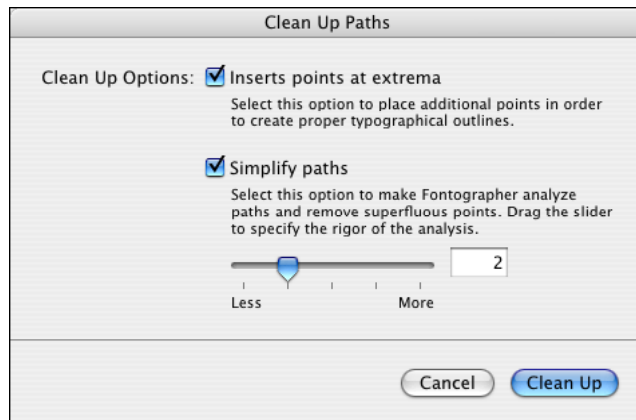 Clean Up Paths
Clean Up Options: Inserts points at extrema
Select this option to place additional points in order
to create proper typographical outlines.
Simplify paths
Select this option to make Fontographer analyze
paths and remove superfluous points. Drag the slider
to specify the rigor of the analysis.
2
Less More
Cancel Clean Up